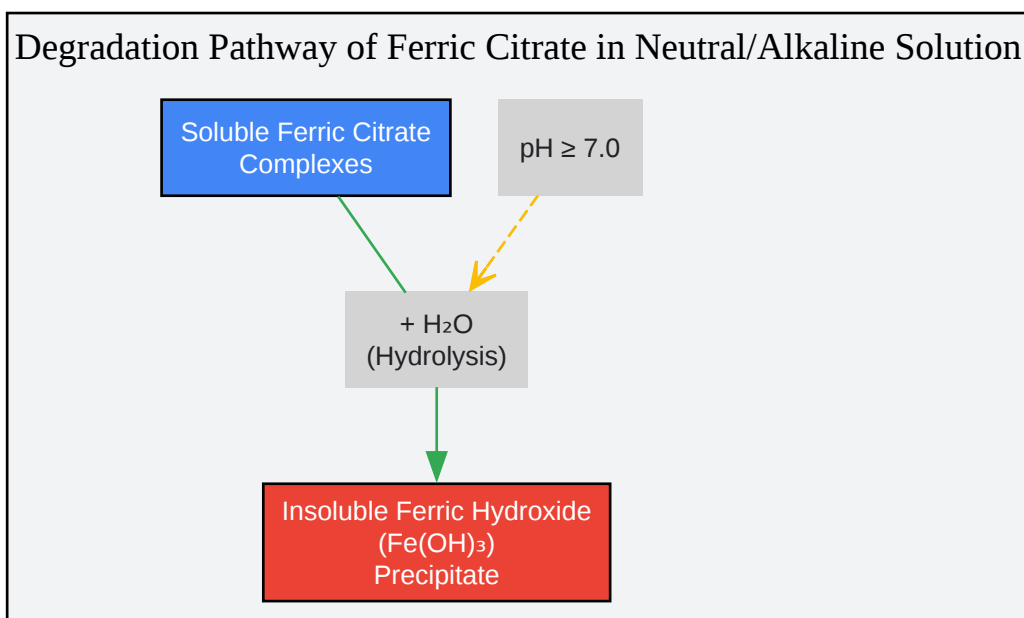 Degradation Pathway of Ferric Citrate in Neutral/Alkaline Solution
Soluble Ferric Citrate
Complexes
pH ≥ 7.0
+ H₂O
(Hydrolysis)
Insoluble Ferric Hydroxide
(Fe(OH)₃)
Precipitate